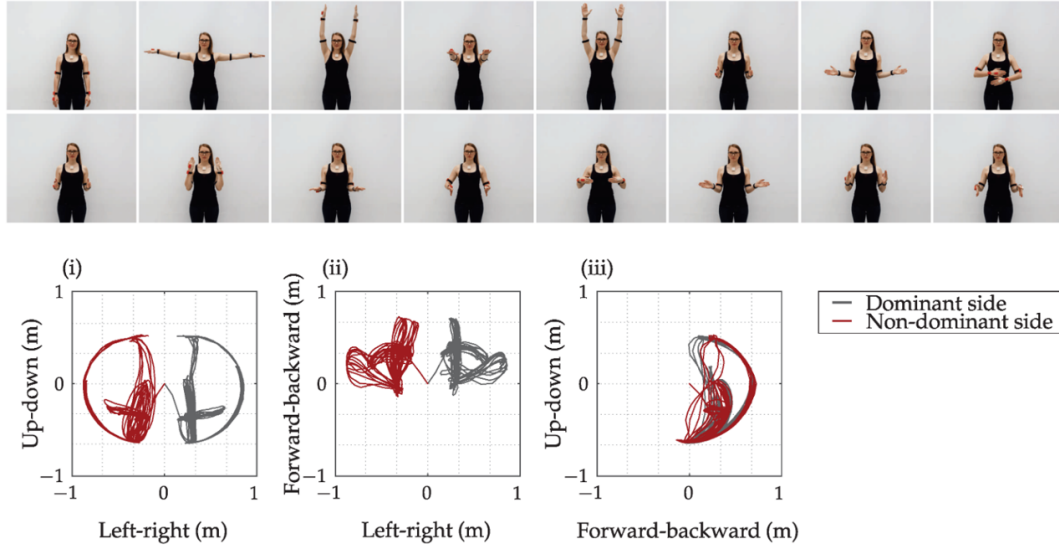 (i)
(ii)
(iii)
1
0
−1
Up-down (m)
−1
0
1
Left-right (m)
1
0
−1
Forward-backward (m)
−1
0
1
Left-right (m)
1
0
−1
Up-down (m)
−1
0
1
Forward-backward (m)
Dominant side
Non-dominant side